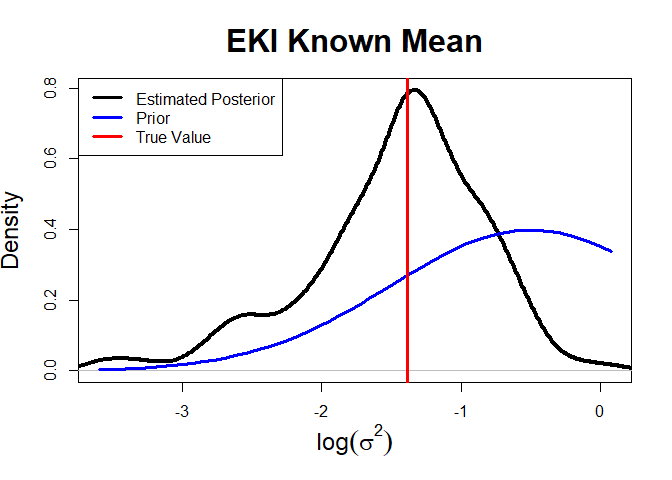 EKI Known Mean
Estimated Posterior
Prior
True Value
Density
0.0
0.2
0.4
0.6
0.8
-3
-2
-1
0
log(σ²)